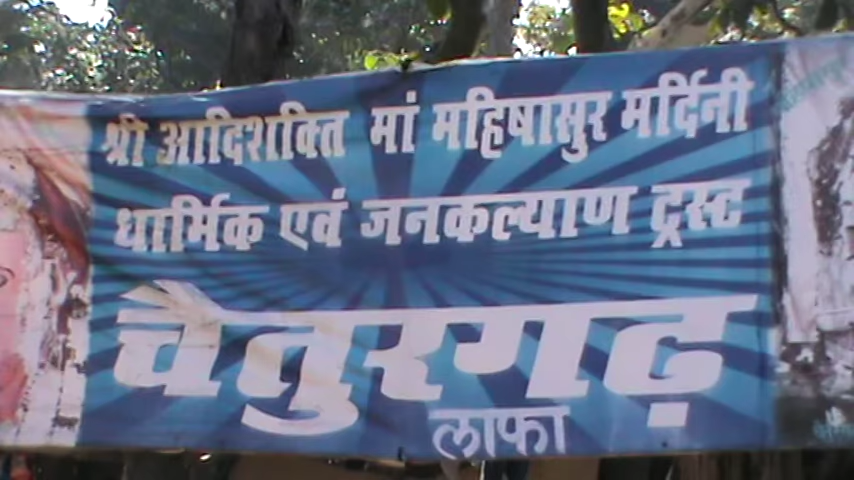 श्री आदिशक्ति मां महिषासुर मर्दिनी
धार्मिक एवं जनकल्याण ट्रस्ट
चैतुरगढ़
लाफा